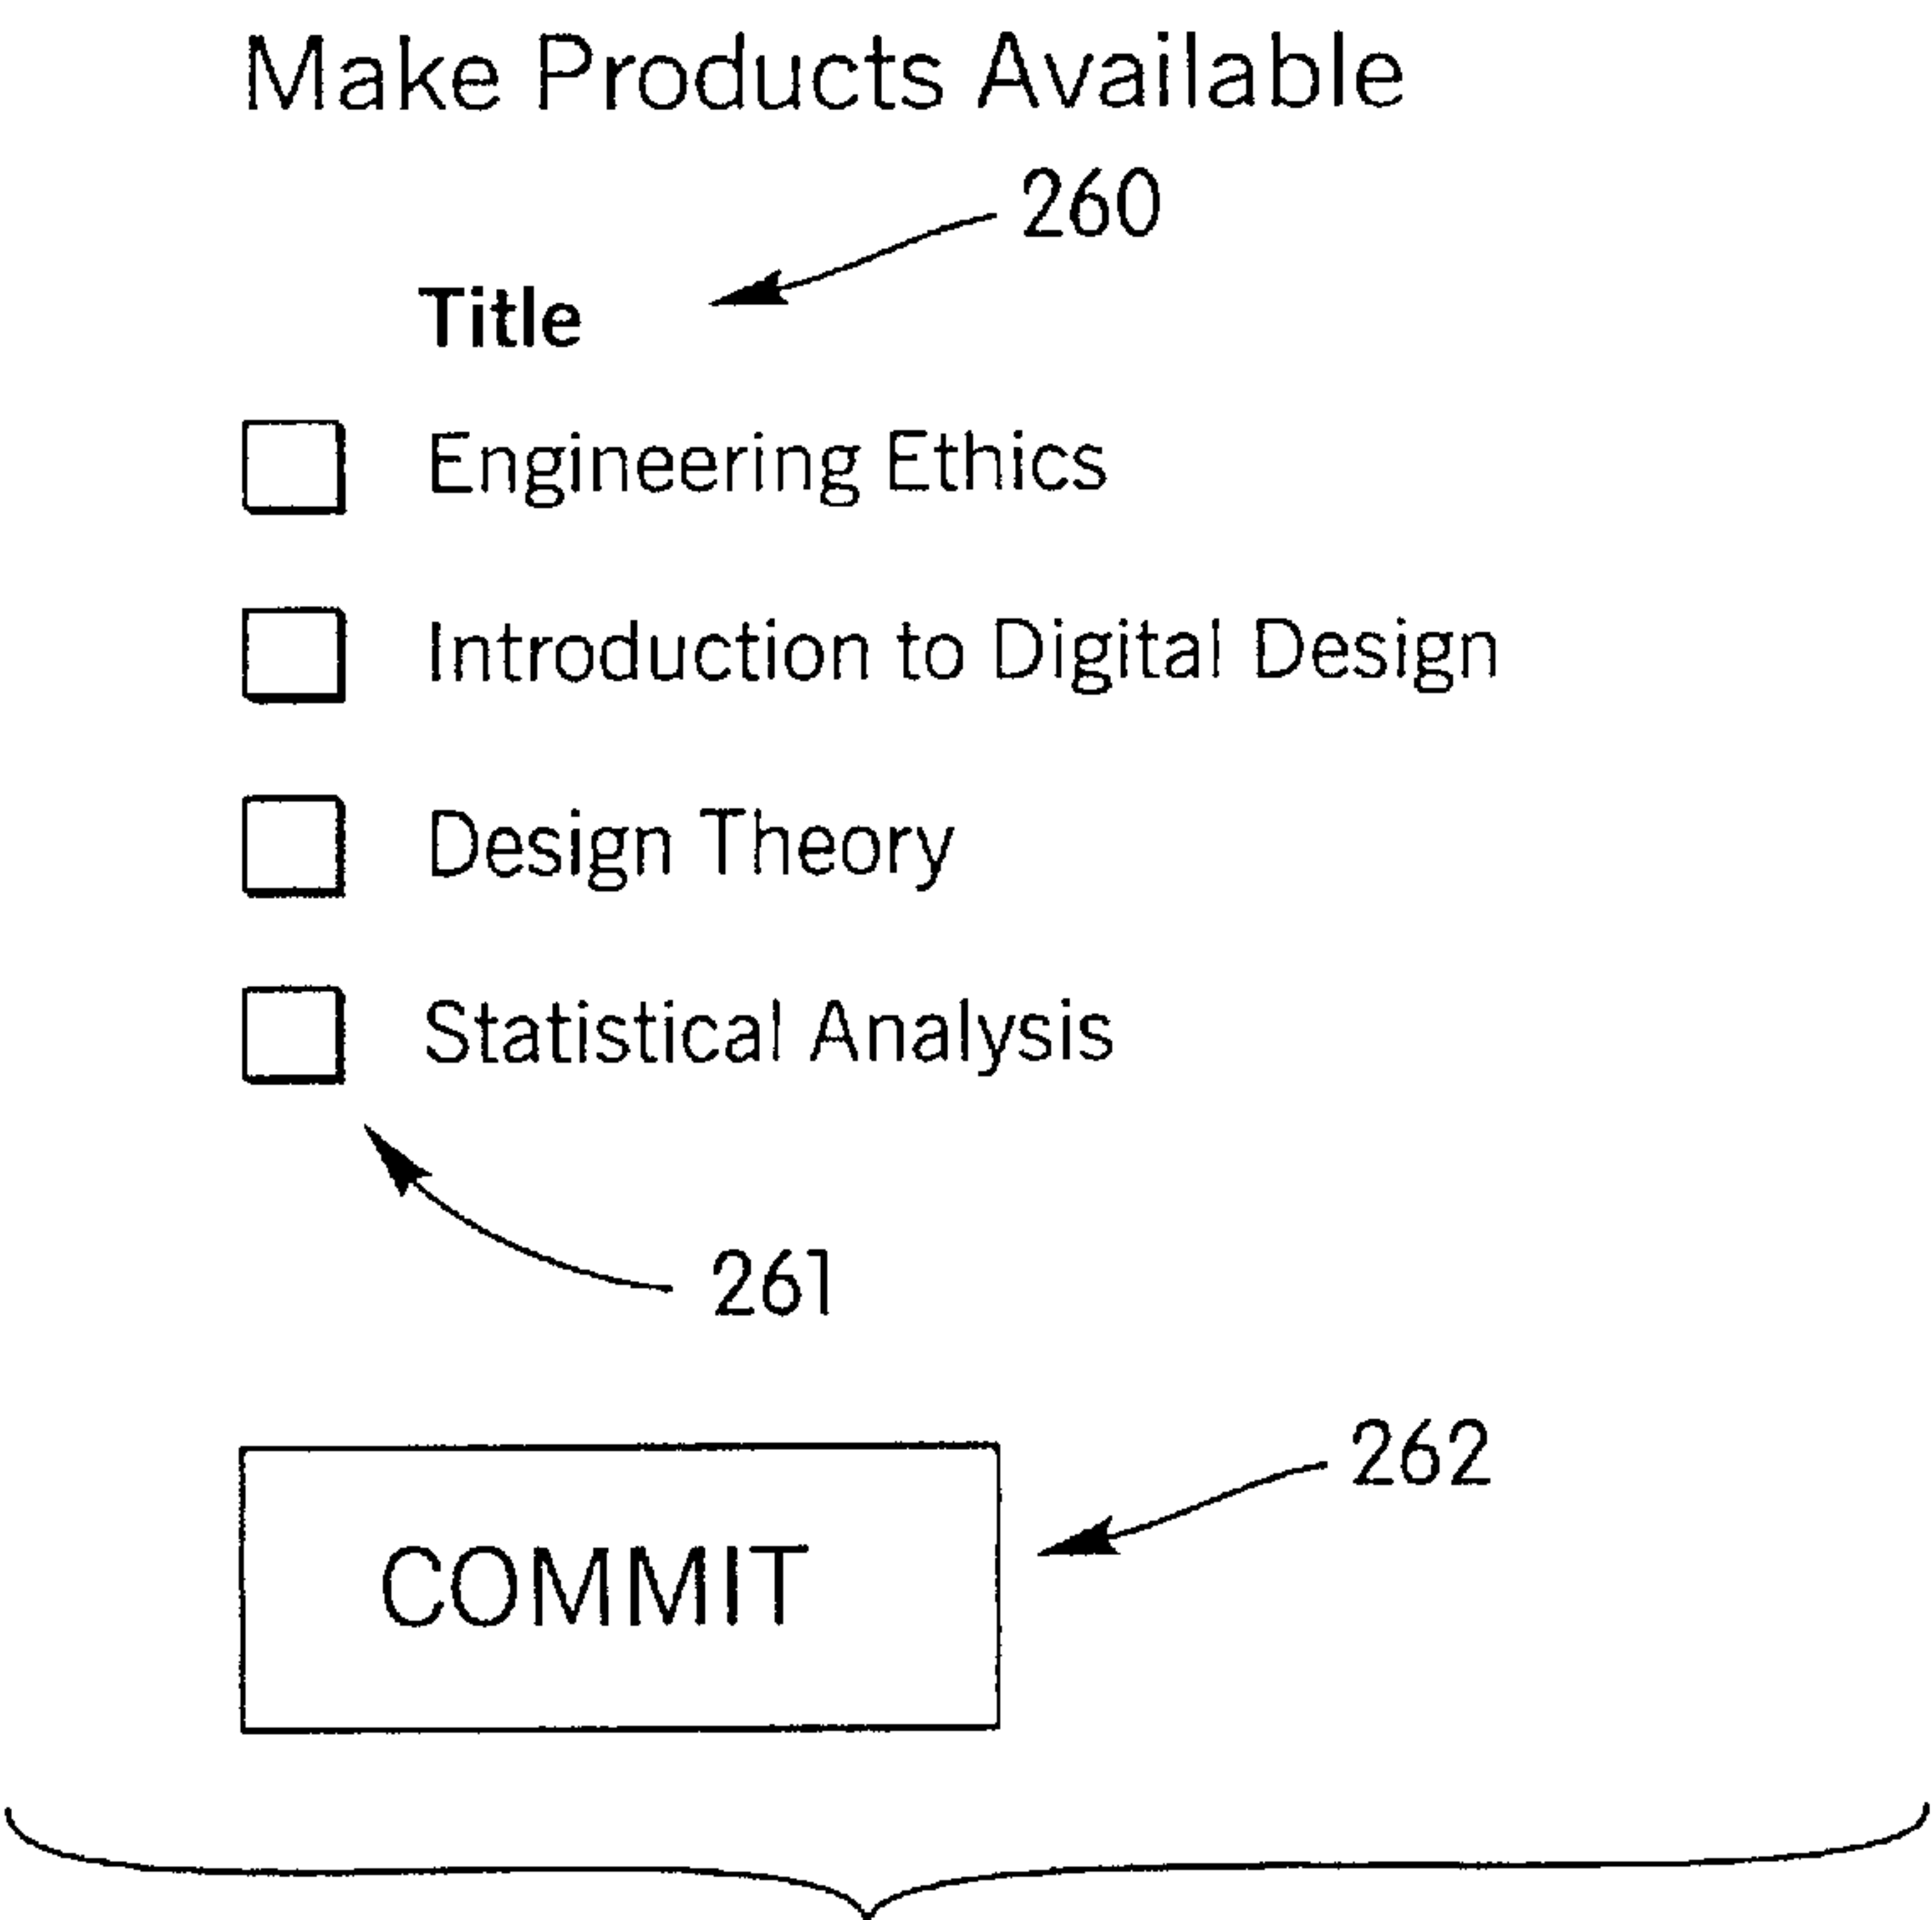 Make Products Available
260
Title
Engineering Ethics
Introduction to Digital Design
Design Theory
Statistical Analysis
261
262
COMMIT